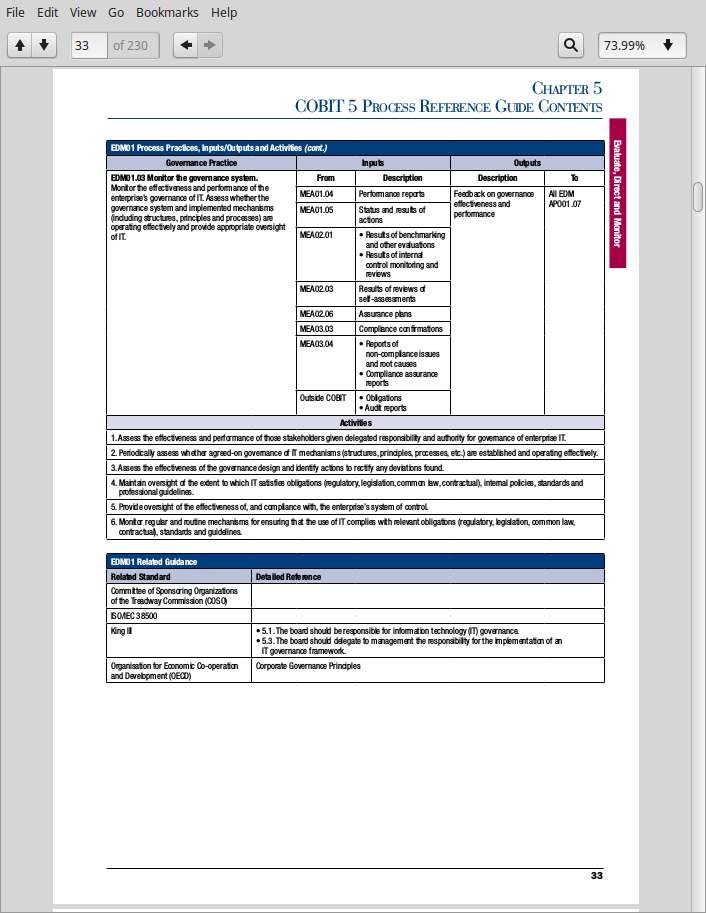 File Edit View Go Bookmarks Help
33 of 230
73.99%
CHAPTER 5
COBIT 5 PROCESS REFERENCE GUIDE CONTENTS
Evaluate, Direct and Monitor
EDM01 Process Practices, Inputs/Outputs and Activities (cont.)
Governance Practice
Inputs
Outputs
EDM01.03 Monitor the governance system.
Monitor the effectiveness and performance of the
enterprise's governance of IT. Assess whether the
governance system and implemented mechanisms
(including structures, principles and processes) are
operating effectively and provide appropriate oversight
of IT.
From
Description
Description
To
MEA01.04
Performance reports
Feedback on governance
effectiveness and
performance
All EDM
APO01.07
MEA01.05
Status and results of
actions
MEA02.01
• Results of benchmarking
and other evaluations
• Results of internal
control monitoring and
reviews
MEA02.03
Results of reviews of
self-assessments
MEA02.06
Assurance plans
MEA03.03
Compliance confirmations
MEA03.04
• Reports of
non-compliance issues
and root causes
• Compliance assurance
reports
Outside COBIT
• Obligations
• Audit reports
Activities
1. Assess the effectiveness and performance of those stakeholders given delegated responsibility and authority for governance of enterprise IT.
2. Periodically assess whether agreed-on governance of IT mechanisms (structures, principles, processes, etc.) are established and operating effectively.
3. Assess the effectiveness of the governance design and identify actions to rectify any deviations found.
4. Maintain oversight of the extent to which IT satisfies obligations (regulatory, legislation, common law, contractual), internal policies, standards and
professional guidelines.
5. Provide oversight of the effectiveness of, and compliance with, the enterprise's system of control.
6. Monitor regular and routine mechanisms for ensuring that the use of IT complies with relevant obligations (regulatory, legislation, common law,
contractual), standards and guidelines.
EDM01 Related Guidance
Related Standard
Detailed Reference
Committee of Sponsoring Organizations
of the Treadway Commission (COSO)
ISO/IEC 38500
King III
• 5.1. The board should be responsible for information technology (IT) governance.
• 5.3. The board should delegate to management the responsibility for the implementation of an
IT governance framework.
Organisation for Economic Co-operation
and Development (OECD)
Corporate Governance Principles
33